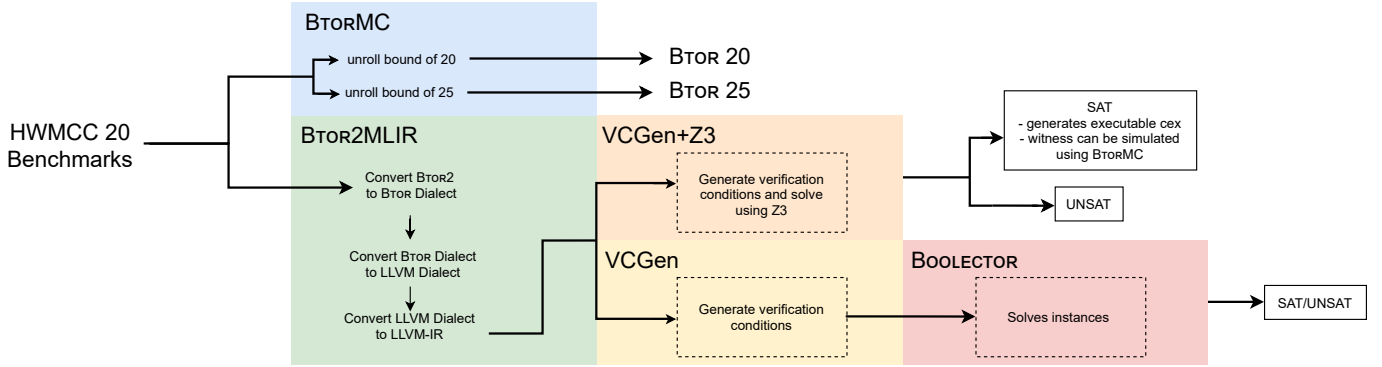 BTORMC
unroll bound of 20
BTOR 20
unroll bound of 25
BTOR 25
HWMCC 20
Benchmarks
BTOR2MLIR
Convert BTOR2
to BTOR Dialect
Convert BTOR Dialect
to LLVM Dialect
Convert LLVM Dialect
to LLVM-IR
VCGen+Z3
Generate verification
conditions and solve
using Z3
SAT
- generates executable cex
- witness can be simulated
using BTORMC
UNSAT
VCGen
Generate verification
conditions
BOOLECTOR
Solves instances
SAT/UNSAT